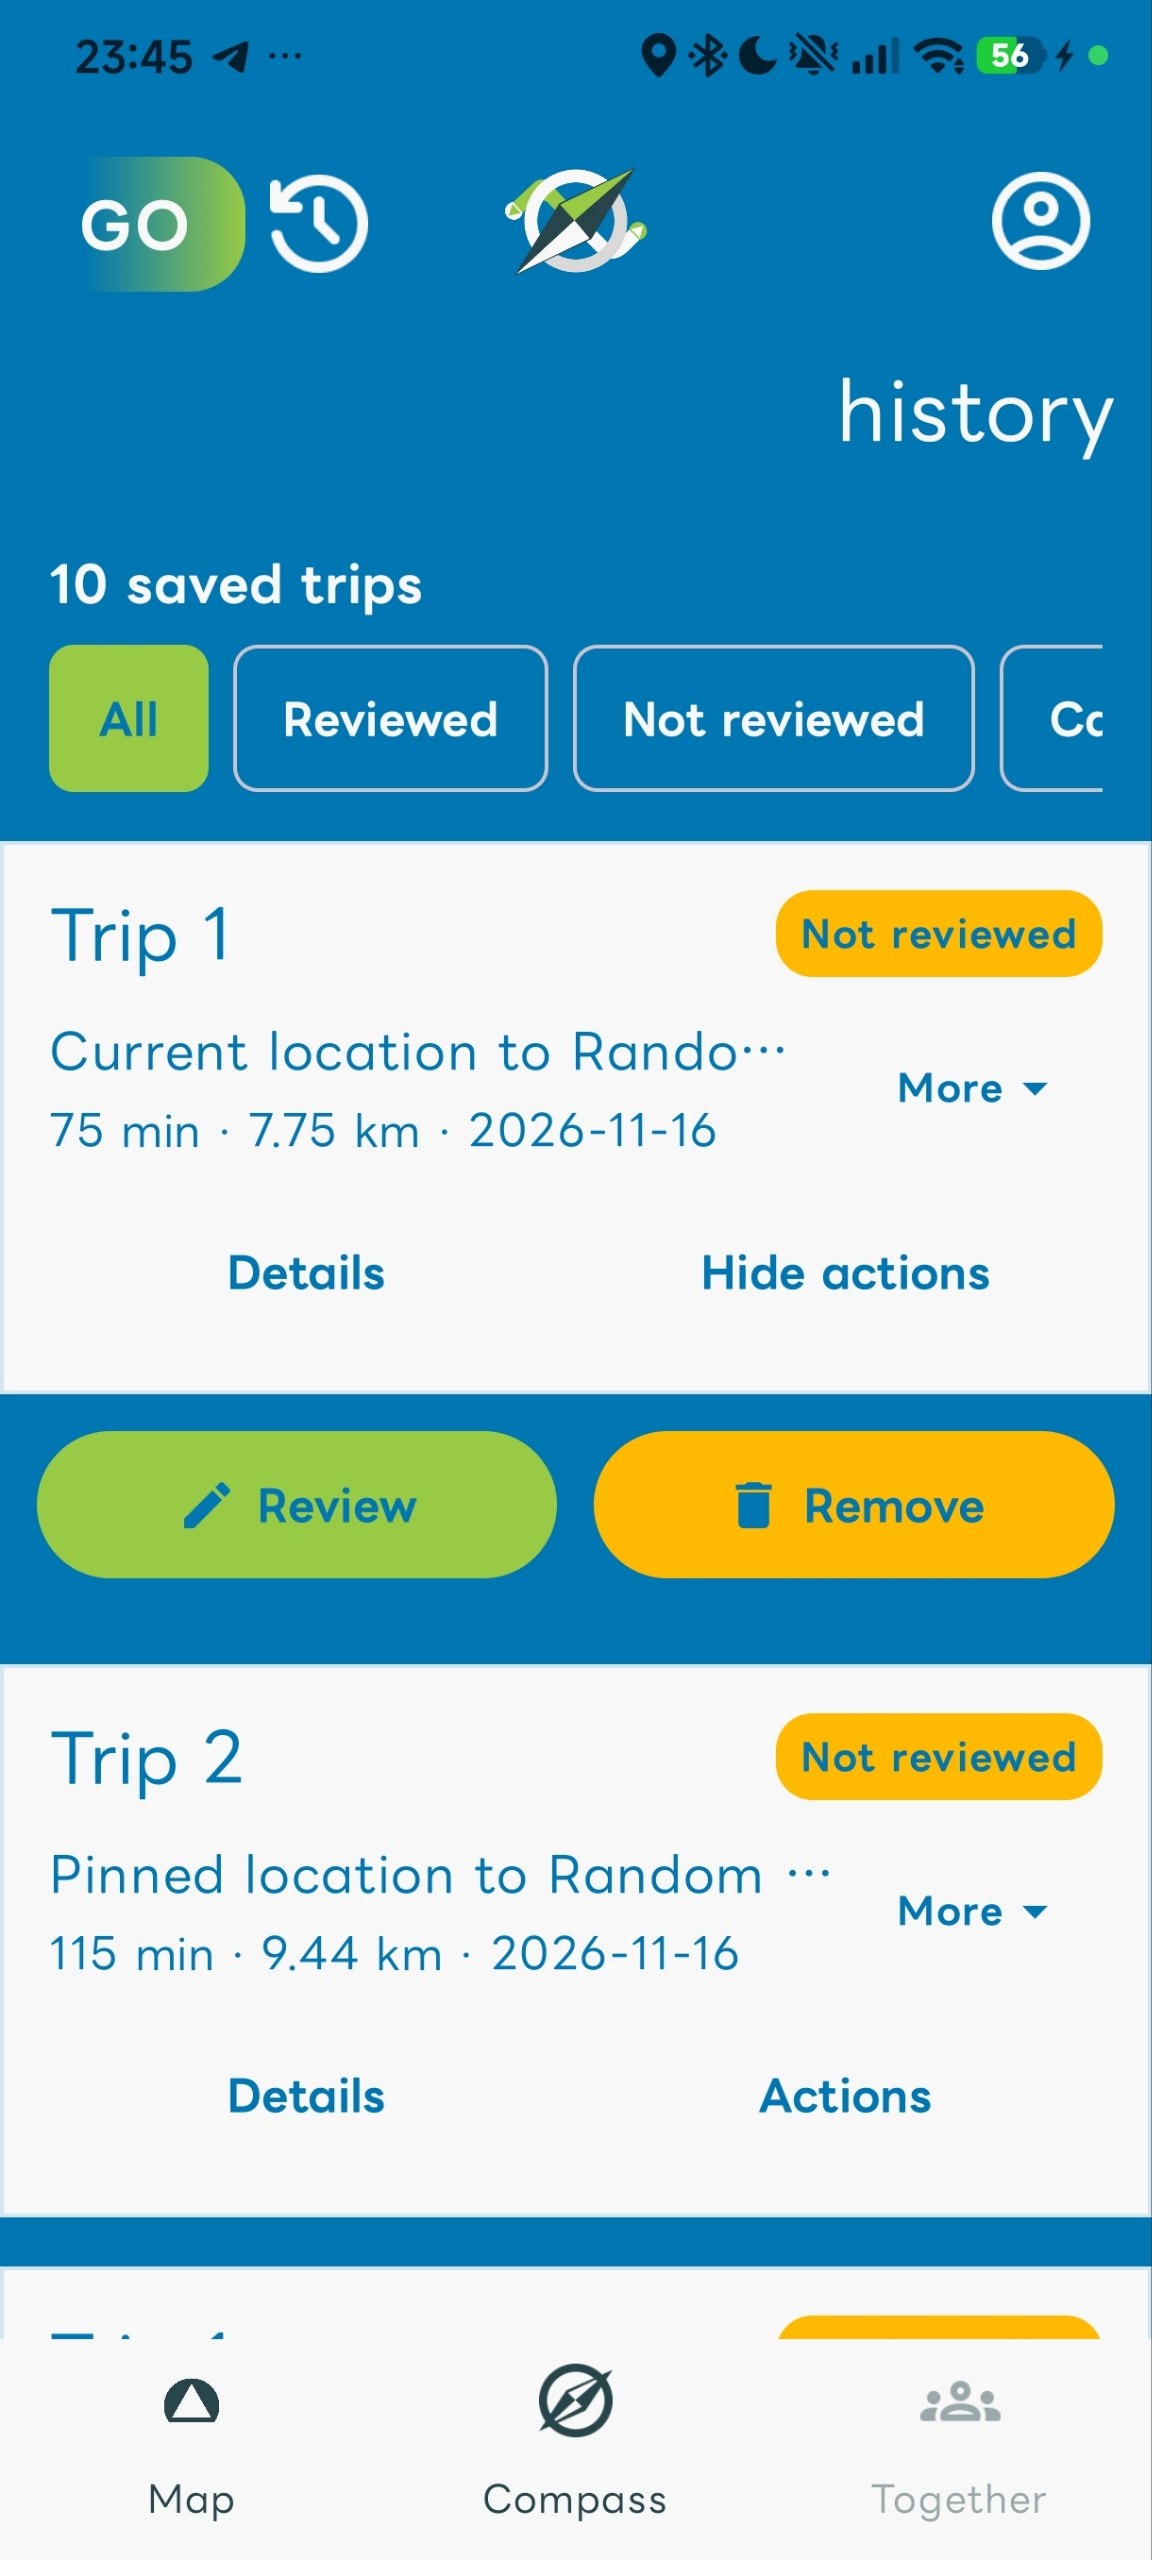 23:45 ...
56
GO
history
10 saved trips
All Reviewed Not reviewed Co
Trip 1 Not reviewed
Current location to Rando...
More
75 min · 7.75 km · 2026-11-16
Details Hide actions
Review Remove
Trip 2 Not reviewed
Pinned location to Random ...
More
115 min · 9.44 km · 2026-11-16
Details Actions
Map Compass Together